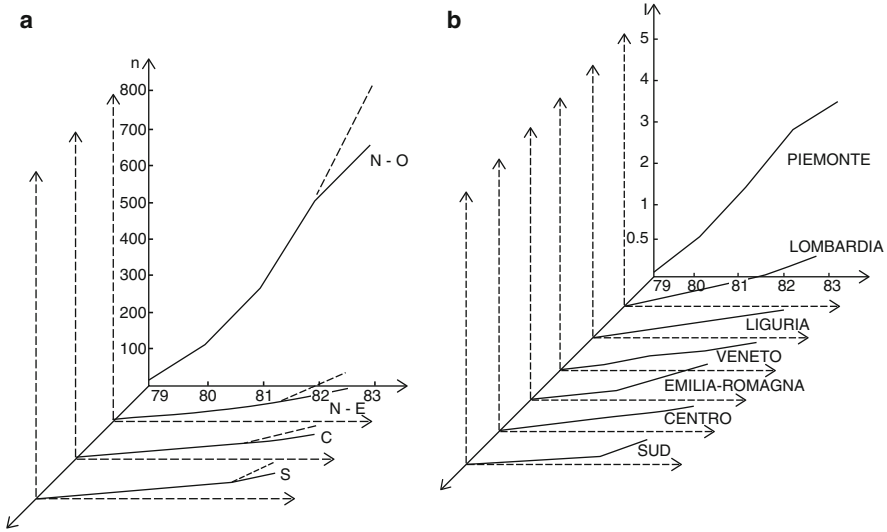 a
n
800
700
600
500
400
300
200
100
79 80 81 82 83
N - O
N - E
C
S
b
I
5
4
3
2
1
0.5
79 80 81 82 83
PIEMONTE
LOMBARDIA
LIGURIA
VENETO
EMILIA-ROMAGNA
CENTRO
SUD